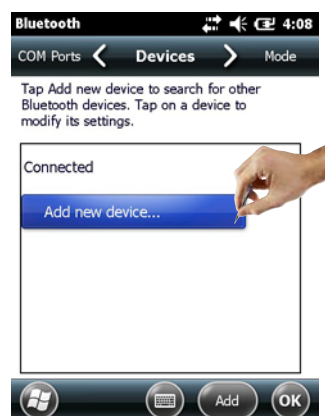 Bluetooth 4:08
COM Ports Devices Mode
Tap Add new device to search for other
Bluetooth devices. Tap on a device to
modify its settings.
Connected
Add new device...
Add OK